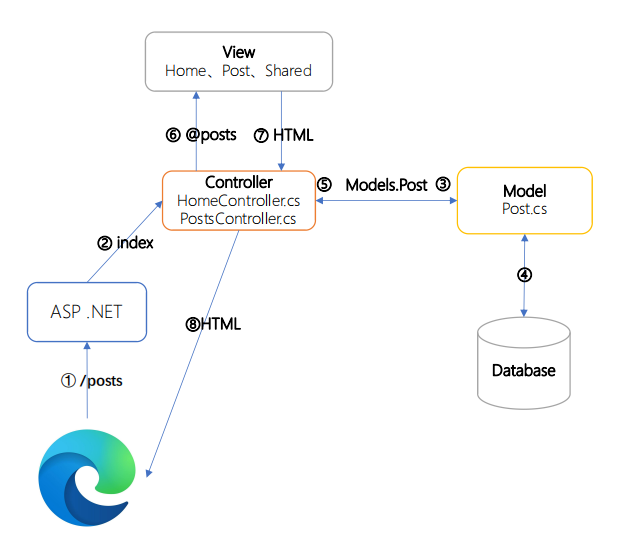 View
Home、Post、Shared
⑥ @posts
⑦ HTML
Controller
HomeController.cs
PostsController.cs
⑤ Models.Post ③
Model
Post.cs
② index
④
ASP .NET
⑧HTML
Database
① /posts